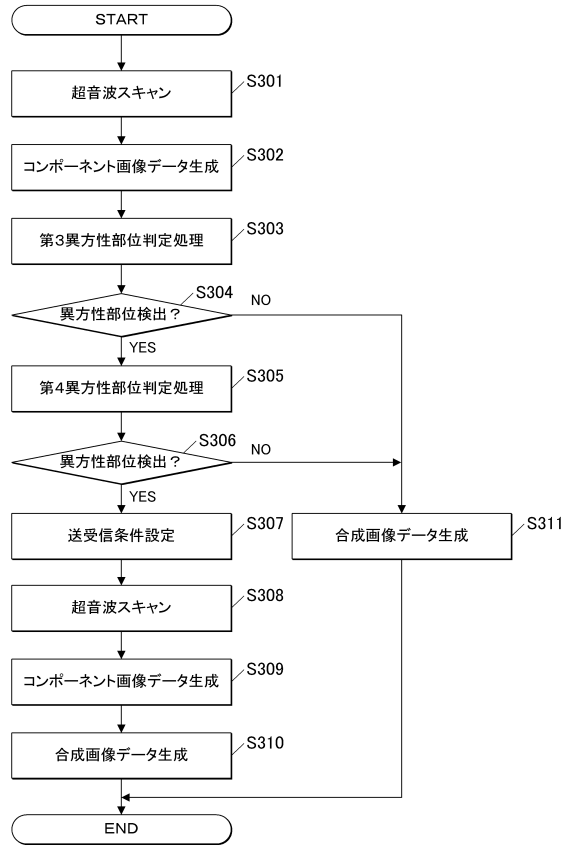 START
超音波スキャン
S301
コンポーネント画像データ生成
S302
第3異方性部位判定処理
S303
異方性部位検出?
S304
NO
YES
第4異方性部位判定処理
S305
異方性部位検出?
S306
NO
YES
送受信条件設定
S307
合成画像データ生成
S311
超音波スキャン
S308
コンポーネント画像データ生成
S309
合成画像データ生成
S310
END